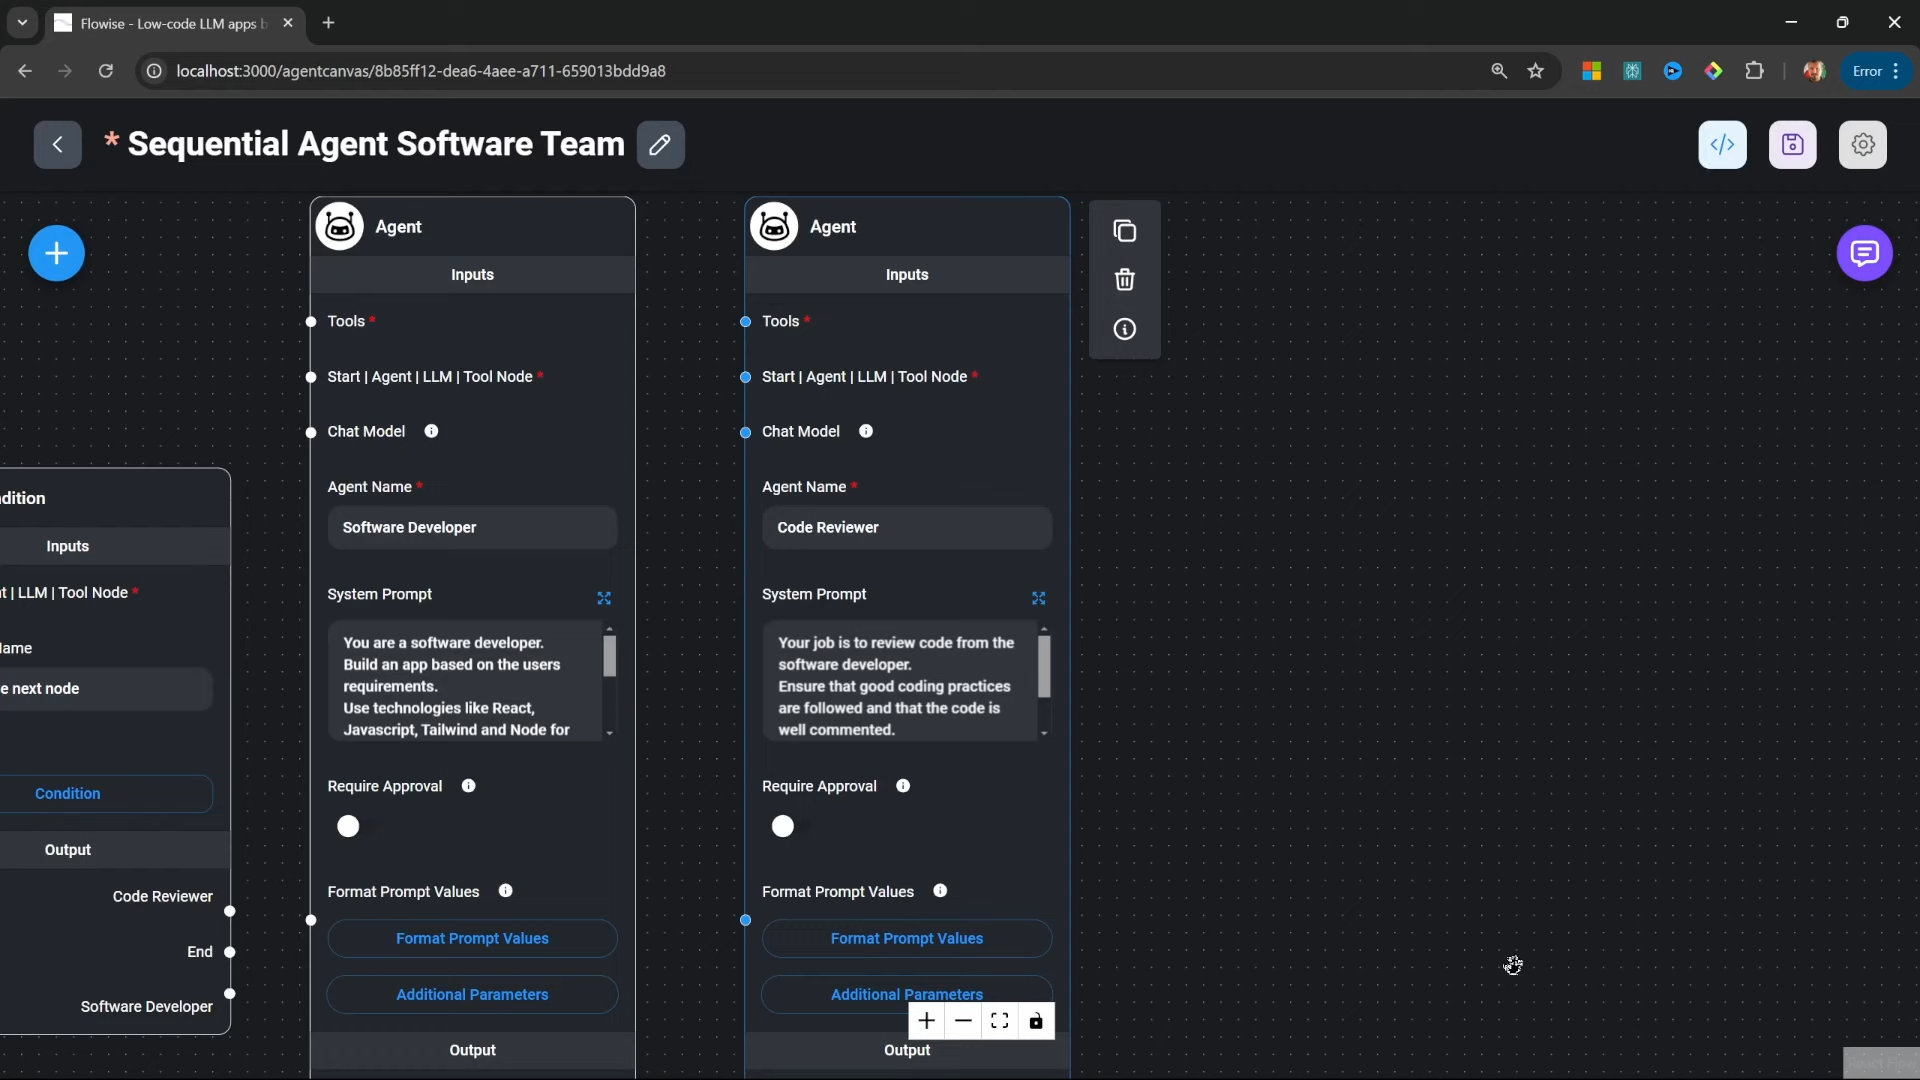 Flowise - Low-code LLM apps b
localhost:3000/agentcanvas/8b85ff12-dea6-4aee-a711-659013bdd9a8
Error
* Sequential Agent Software Team
dition
Inputs
t | LLM | Tool Node *
ame
e next node
Condition
Output
Code Reviewer
End
Software Developer
Agent
Inputs
Tools *
Start | Agent | LLM | Tool Node *
Chat Model
Agent Name *
Software Developer
System Prompt
You are a software developer.
Build an app based on the users
requirements.
Use technologies like React,
Javascript, Tailwind and Node for
Require Approval
Format Prompt Values
Format Prompt Values
Additional Parameters
Output
Agent
Inputs
Tools *
Start | Agent | LLM | Tool Node *
Chat Model
Agent Name *
Code Reviewer
System Prompt
Your job is to review code from the
software developer.
Ensure that good coding practices
are followed and that the code is
well commented.
Require Approval
Format Prompt Values
Format Prompt Values
Additional Parameters
Output